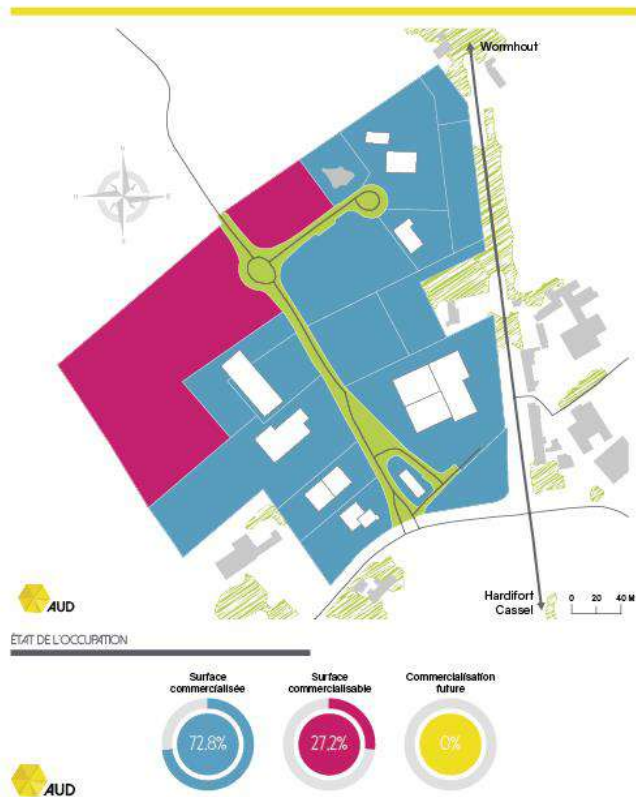 Wormhout
Hardifort
Cassel
0 20 40 M
AUD
ÉTAT DE L'OCCUPATION
Surface
commercialisée
72,8%
Surface
commercialisable
27,2%
Commercialisation
future
0%
AUD